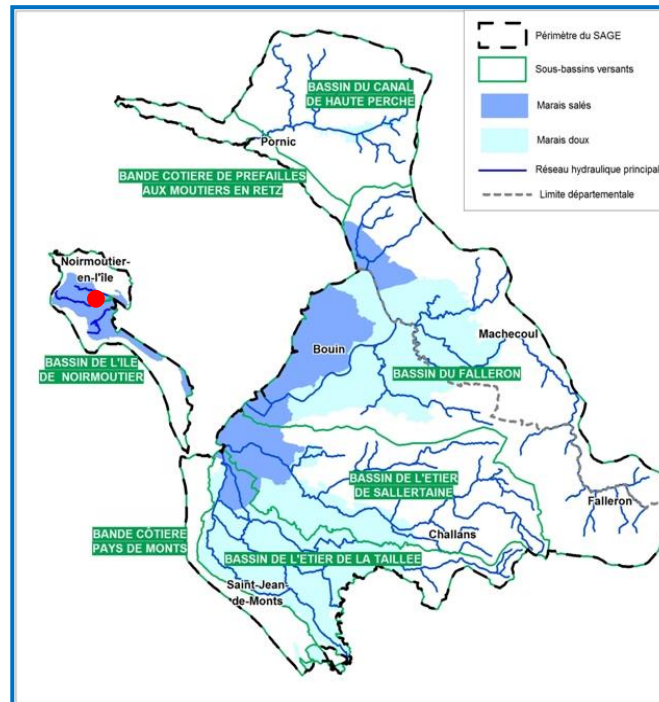 Périmètre du SAGE
Sous-bassins versants
Marais salés
Marais doux
Réseau hydraulique principal
Limite départementale
BASSIN DU CANAL
DE HAUTE PERCHE
Pornic
BANDE COTIERE DE PREFAILLES
AUX MOUTIERS EN RETZ
Noirmoutier-
en-l'île
BASSIN DE L'ILE
DE NOIRMOUTIER
Bouin
Machecoul
BASSIN DU FALLERON
BASSIN DE L'ETIER
DE SALLERTAINE
Falleron
Challans
BANDE CÔTIERE
PAYS DE MONTS
BASSIN DE L'ETIER DE LA TAILLEE
Saint-Jean-
de-Monts